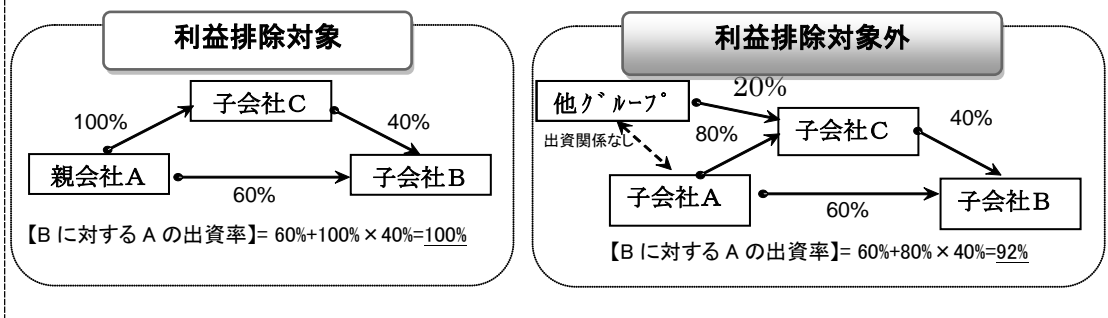 利益排除対象
子会社C
100%
40%
親会社A
子会社B
60%
【B に対する A の出資率】= 60%+100%×40%=100%
利益排除対象外
他ｸﾞﾙｰﾌﾟ
20%
出資関係なし
80%
子会社C
40%
子会社A
子会社B
60%
【B に対する A の出資率】= 60%+80%×40%=92%